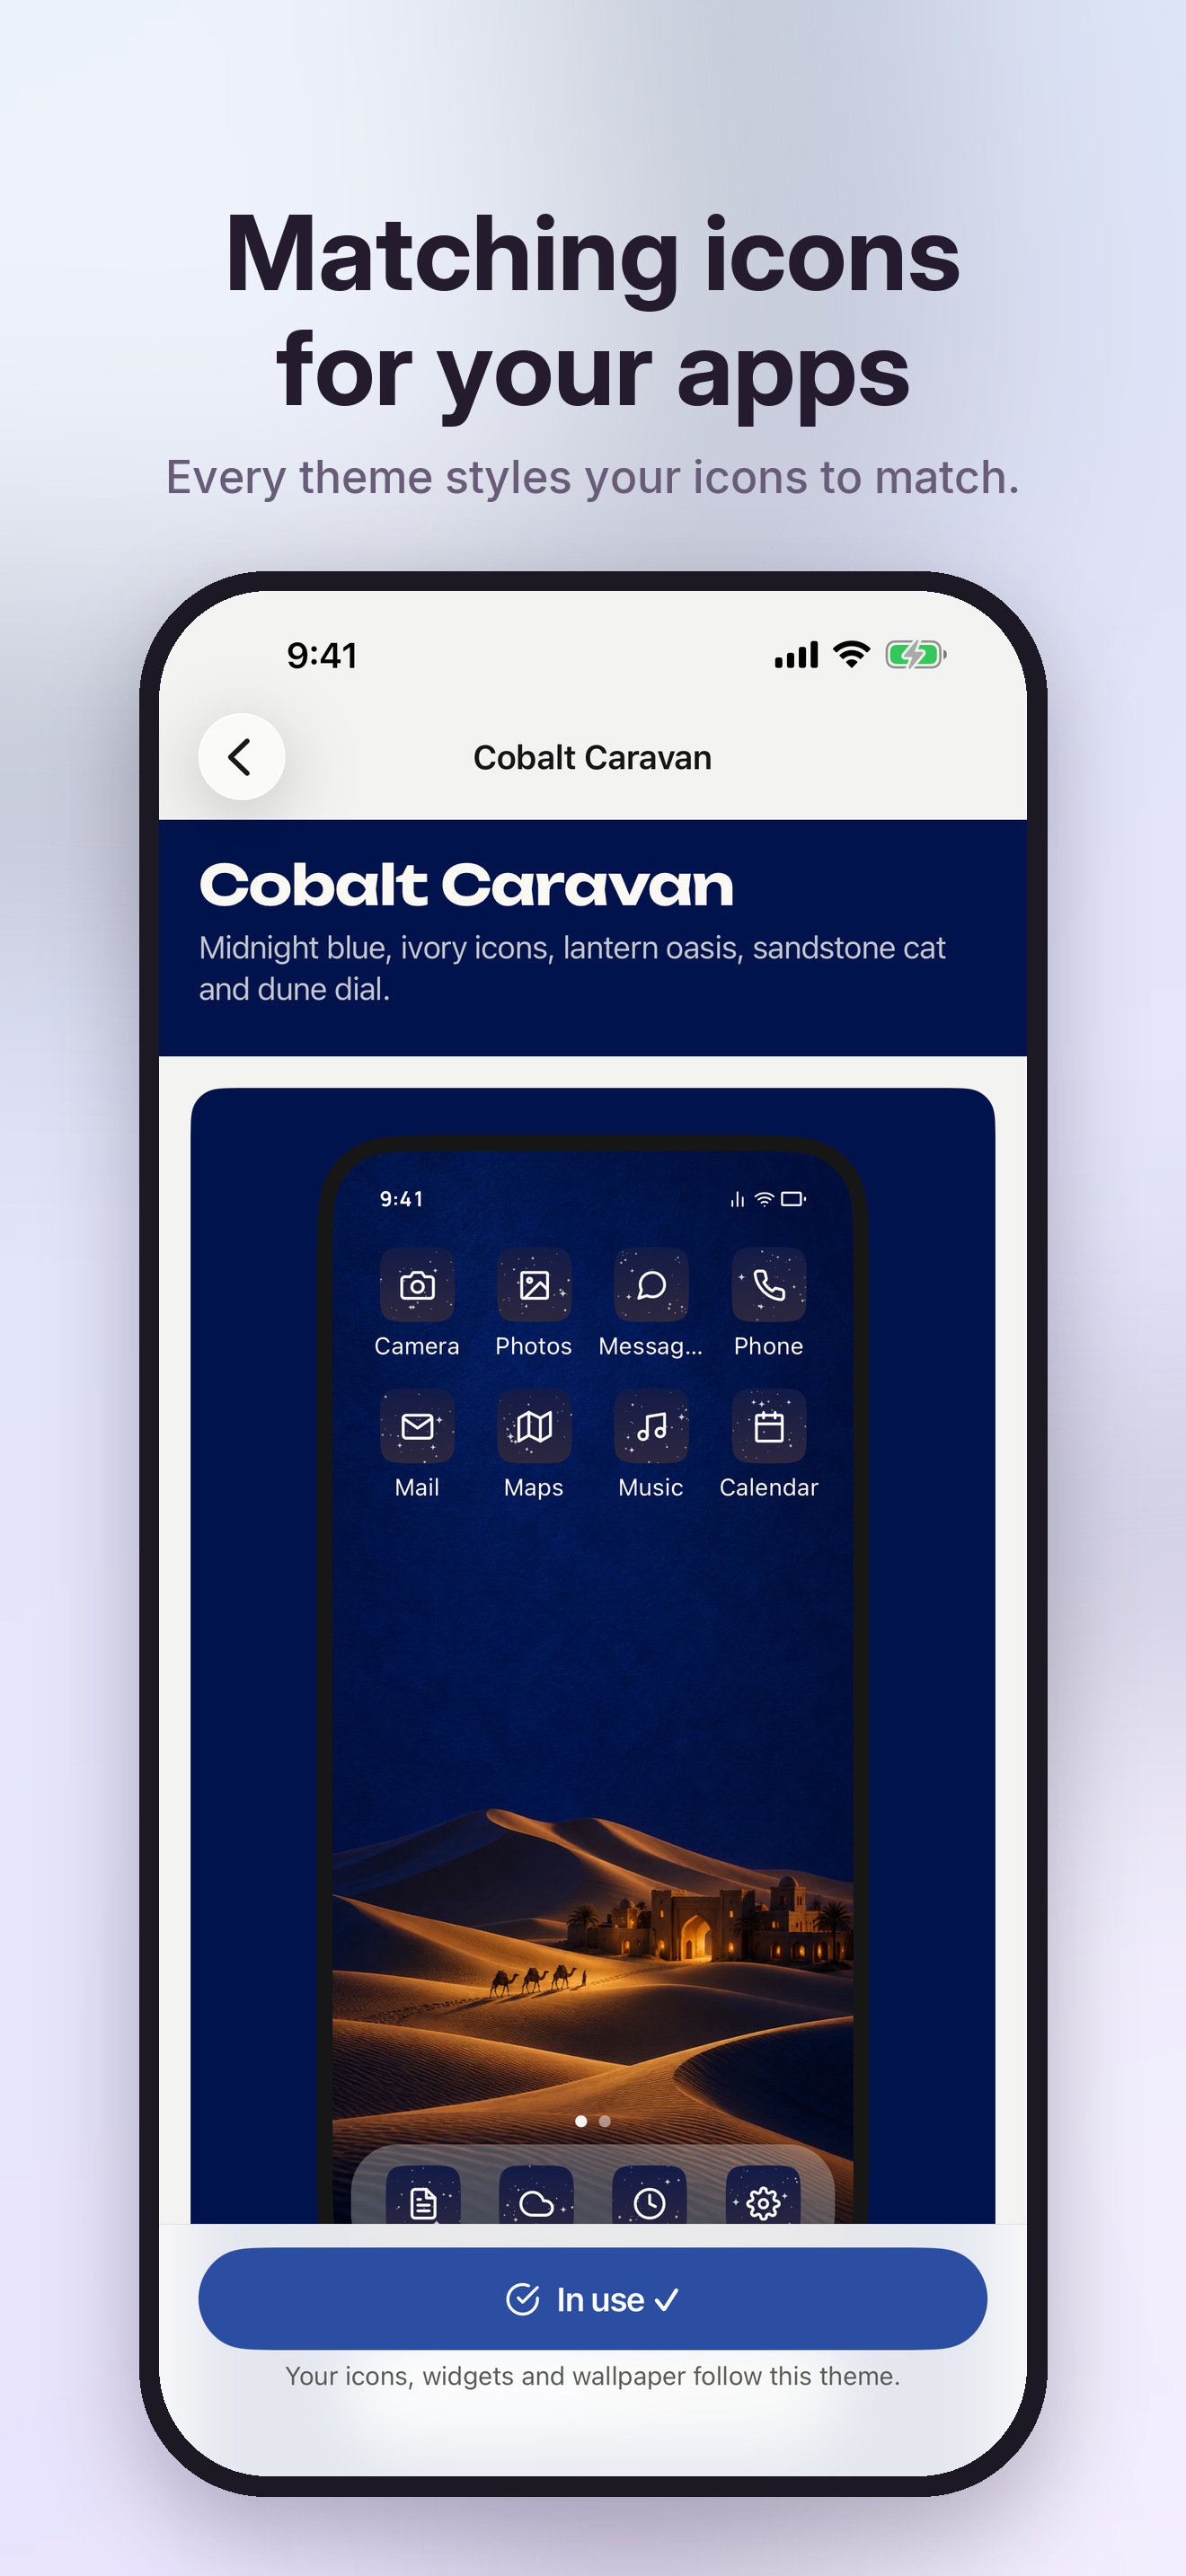 Matching icons
for your apps
Every theme styles your icons to match.
9:41
Cobalt Caravan
Cobalt Caravan
Midnight blue, ivory icons, lantern oasis, sandstone cat
and dune dial.
9:41
Camera Photos Messag... Phone
Mail Maps Music Calendar
In use ✓
Your icons, widgets and wallpaper follow this theme.